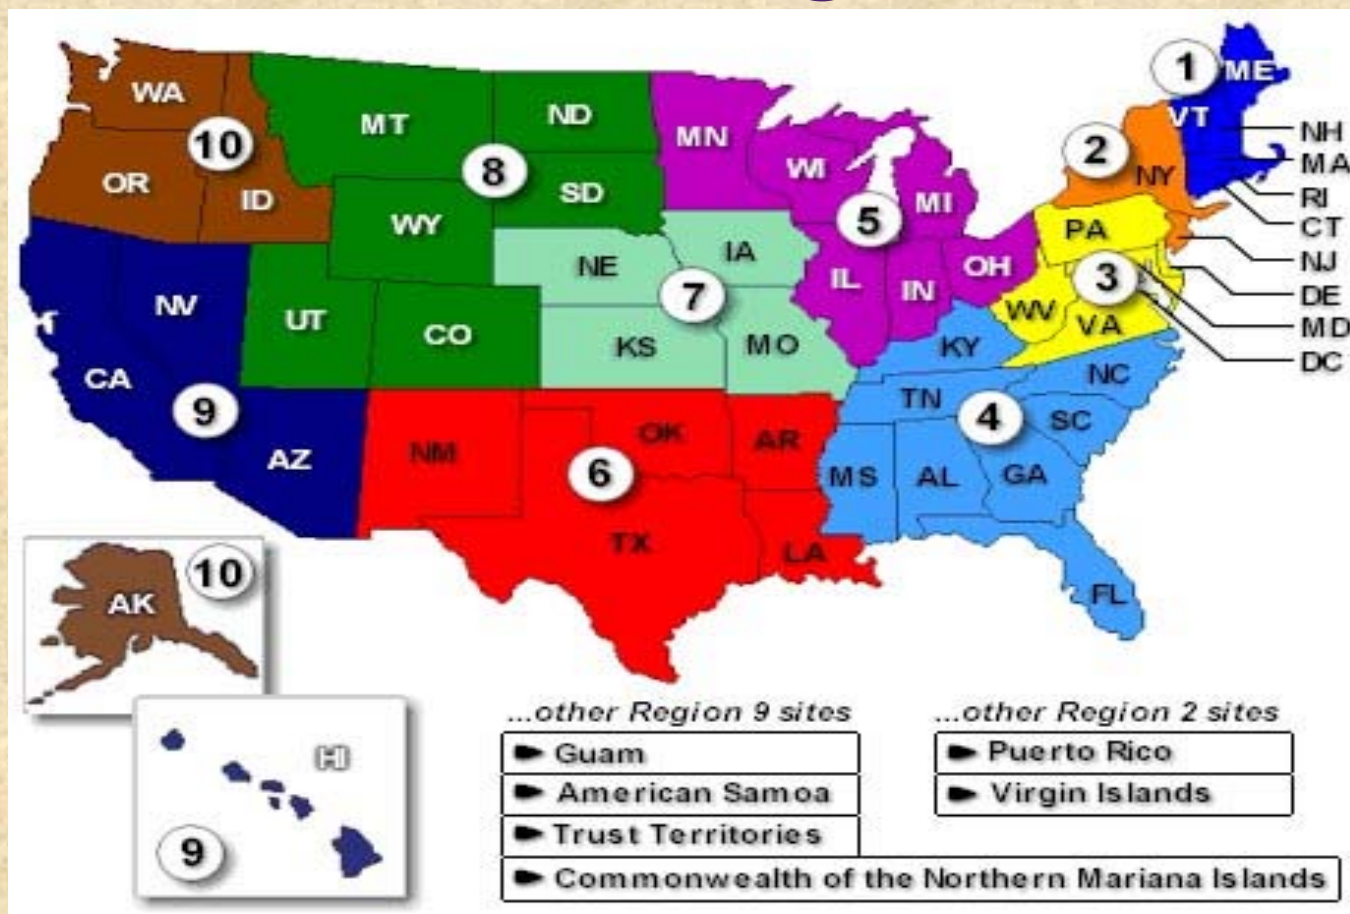 1
ME
WA
MT
ND
MN
VT
NH
10
2
MA
OR
ID
8
SD
WI
MI
NY
RI
WY
5
PA
CT
NE
IA
OH
NJ
NV
UT
CO
7
IL
IN
3
DE
WV
VA
MD
KS
MO
KY
DC
CA
NC
9
TN
4
SC
AZ
NM
OK
AR
6
MS
AL
GA
TX
LA
FL
10
AK
HI
9
...other Region 9 sites
Guam
American Samoa
Trust Territories
Commonwealth of the Northern Mariana Islands
...other Region 2 sites
Puerto Rico
Virgin Islands